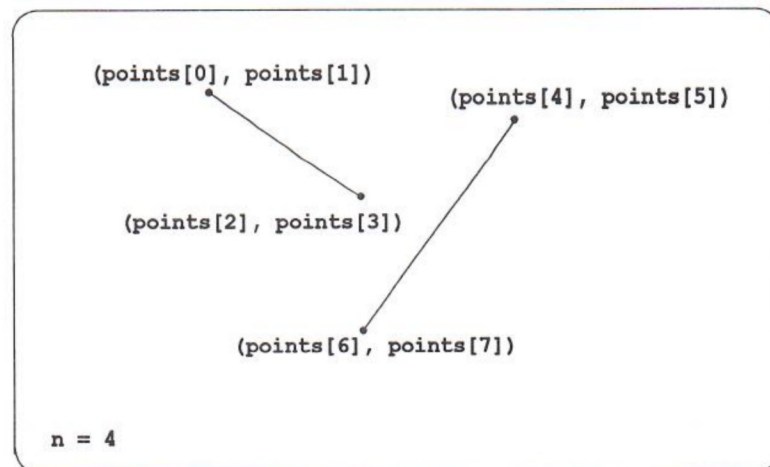 (points[0], points[1])
(points[4], points[5])
(points[2], points[3])
(points[6], points[7])
n = 4